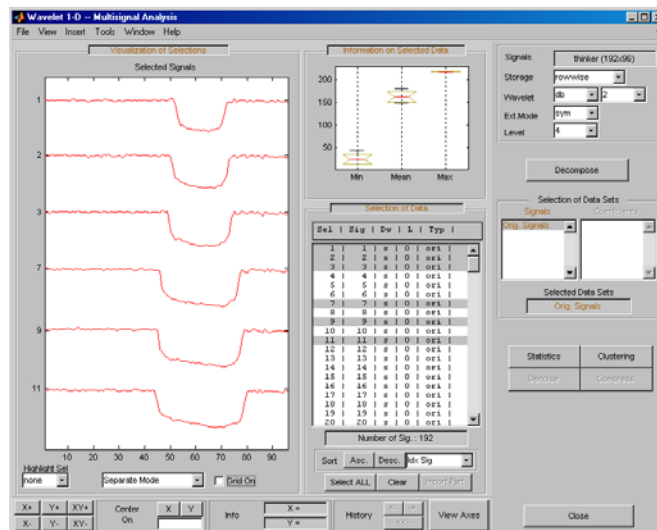 Wavelet 1-D -- Multisignal Analysis
File View Insert Tools Window Help
Visualization of Selections
Selected Signals
1
2
3
7
9
11
10 20 30 40 50 60 70 80 90
Highlight Sel
none
Separate Mode
Grid On
Information on Selected Data
200
150
100
50
Min Mean Max
Selection of Data
Sel | Sig | Dw | L | Typ |
1 | 1 | s | 0 | ori |
2 | 2 | s | 0 | ori |
3 | 3 | s | 0 | ori |
4 | 4 | s | 0 | ori |
5 | 5 | s | 0 | ori |
6 | 6 | s | 0 | ori |
7 | 7 | s | 0 | ori |
8 | 8 | s | 0 | ori |
9 | 9 | s | 0 | ori |
10 | 10 | s | 0 | ori |
11 | 11 | s | 0 | ori |
12 | 12 | s | 0 | ori |
13 | 13 | s | 0 | ori |
14 | 14 | s | 0 | ori |
15 | 15 | s | 0 | ori |
16 | 16 | s | 0 | ori |
17 | 17 | s | 0 | ori |
18 | 18 | s | 0 | ori |
19 | 19 | s | 0 | ori |
20 | 20 | s | 0 | ori |
Number of Sig. : 192
Sort Asc. Desc. Idx Sig
Select ALL Clear Import Part
Signals thinker (192x96)
Storage rowwise
Wavelet db 2
Ext.Mode sym
Level 4
Decompose
Selection of Data Sets
Signals Coefficients
Orig. Signals
Selected Data Sets
Orig. Signals
Statistics Clustering
Denoise Compress
X+ Y+ XY+
X- Y- XY-
Center On
X Y
Info
X =
Y =
History
<- ->
<<-
View Axes
Close